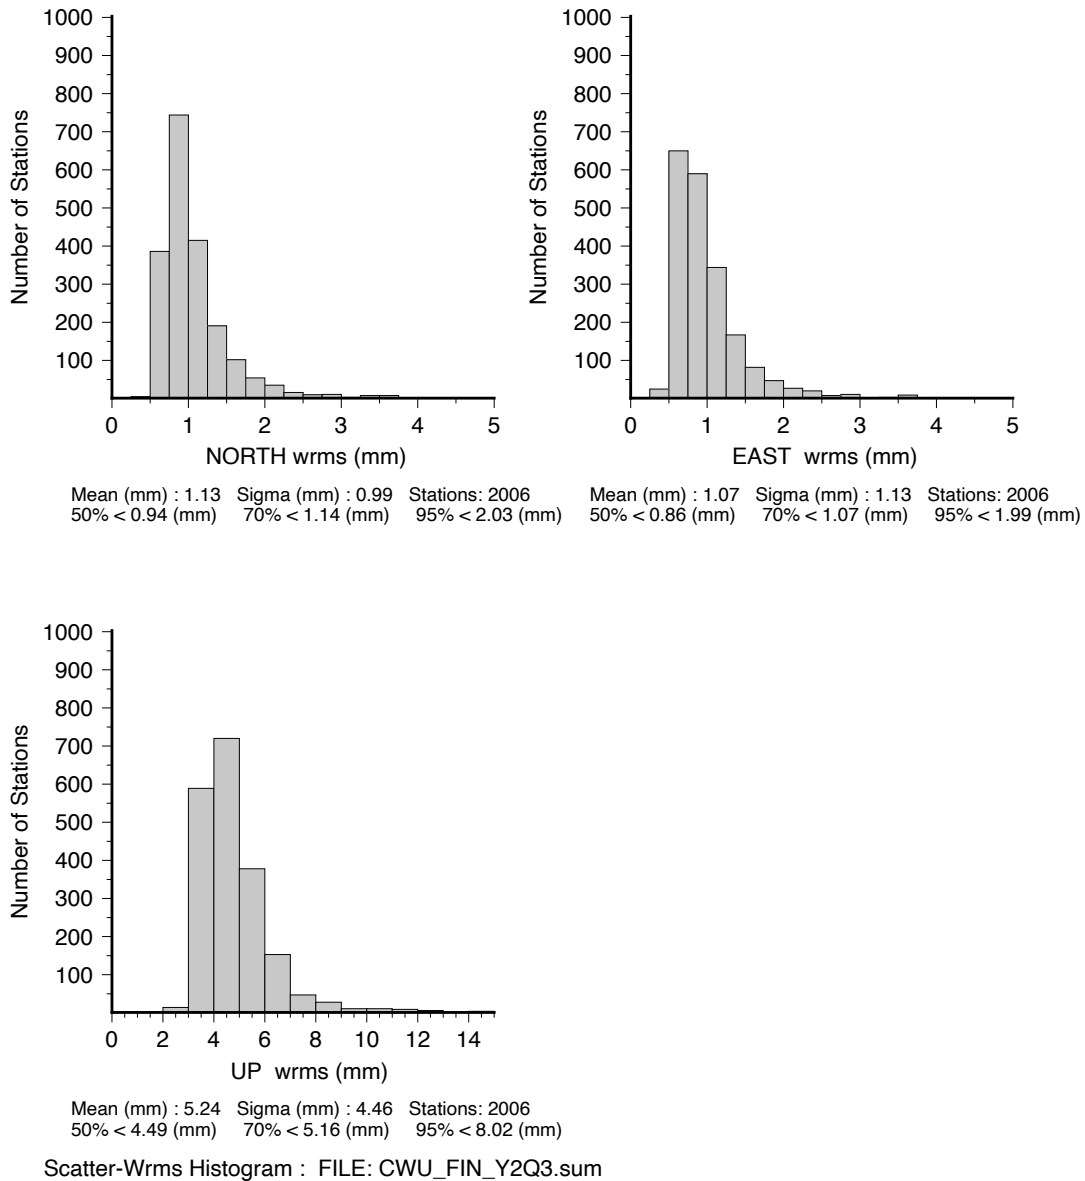 1000
900
800
700
600
500
400
300
200
100
Number of Stations
0 1 2 3 4 5
NORTH wrms (mm)
Mean (mm) : 1.13 Sigma (mm) : 0.99 Stations: 2006
50% < 0.94 (mm) 70% < 1.14 (mm) 95% < 2.03 (mm)
1000
900
800
700
600
500
400
300
200
100
Number of Stations
0 1 2 3 4 5
EAST wrms (mm)
Mean (mm) : 1.07 Sigma (mm) : 1.13 Stations: 2006
50% < 0.86 (mm) 70% < 1.07 (mm) 95% < 1.99 (mm)
1000
900
800
700
600
500
400
300
200
100
Number of Stations
0 2 4 6 8 10 12 14
UP wrms (mm)
Mean (mm) : 5.24 Sigma (mm) : 4.46 Stations: 2006
50% < 4.49 (mm) 70% < 5.16 (mm) 95% < 8.02 (mm)
Scatter-Wrms Histogram : FILE: CWU_FIN_Y2Q3.sum